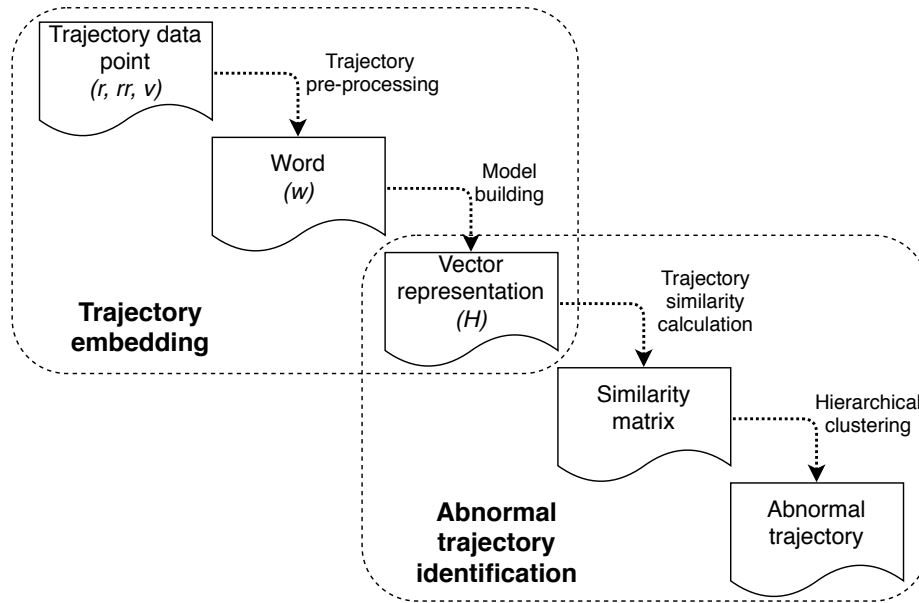 Trajectory data
point
(r, rr, v)
Trajectory
pre-processing
Word
(w)
Model
building
Vector
representation
(H)
Trajectory
embedding
Trajectory
similarity
calculation
Similarity
matrix
Hierarchical
clustering
Abnormal
trajectory
Abnormal
trajectory
identification